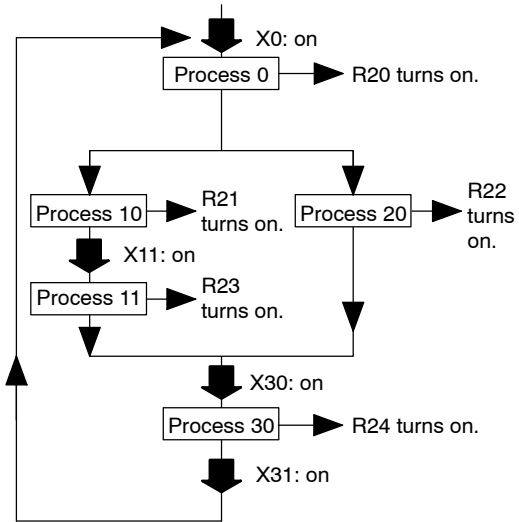 X0: on
Process 0
R20 turns on.
Process 10
R21
turns on.
Process 20
R22
turns
on.
X11: on
Process 11
R23
turns on.
X30: on
Process 30
R24 turns on.
X31: on